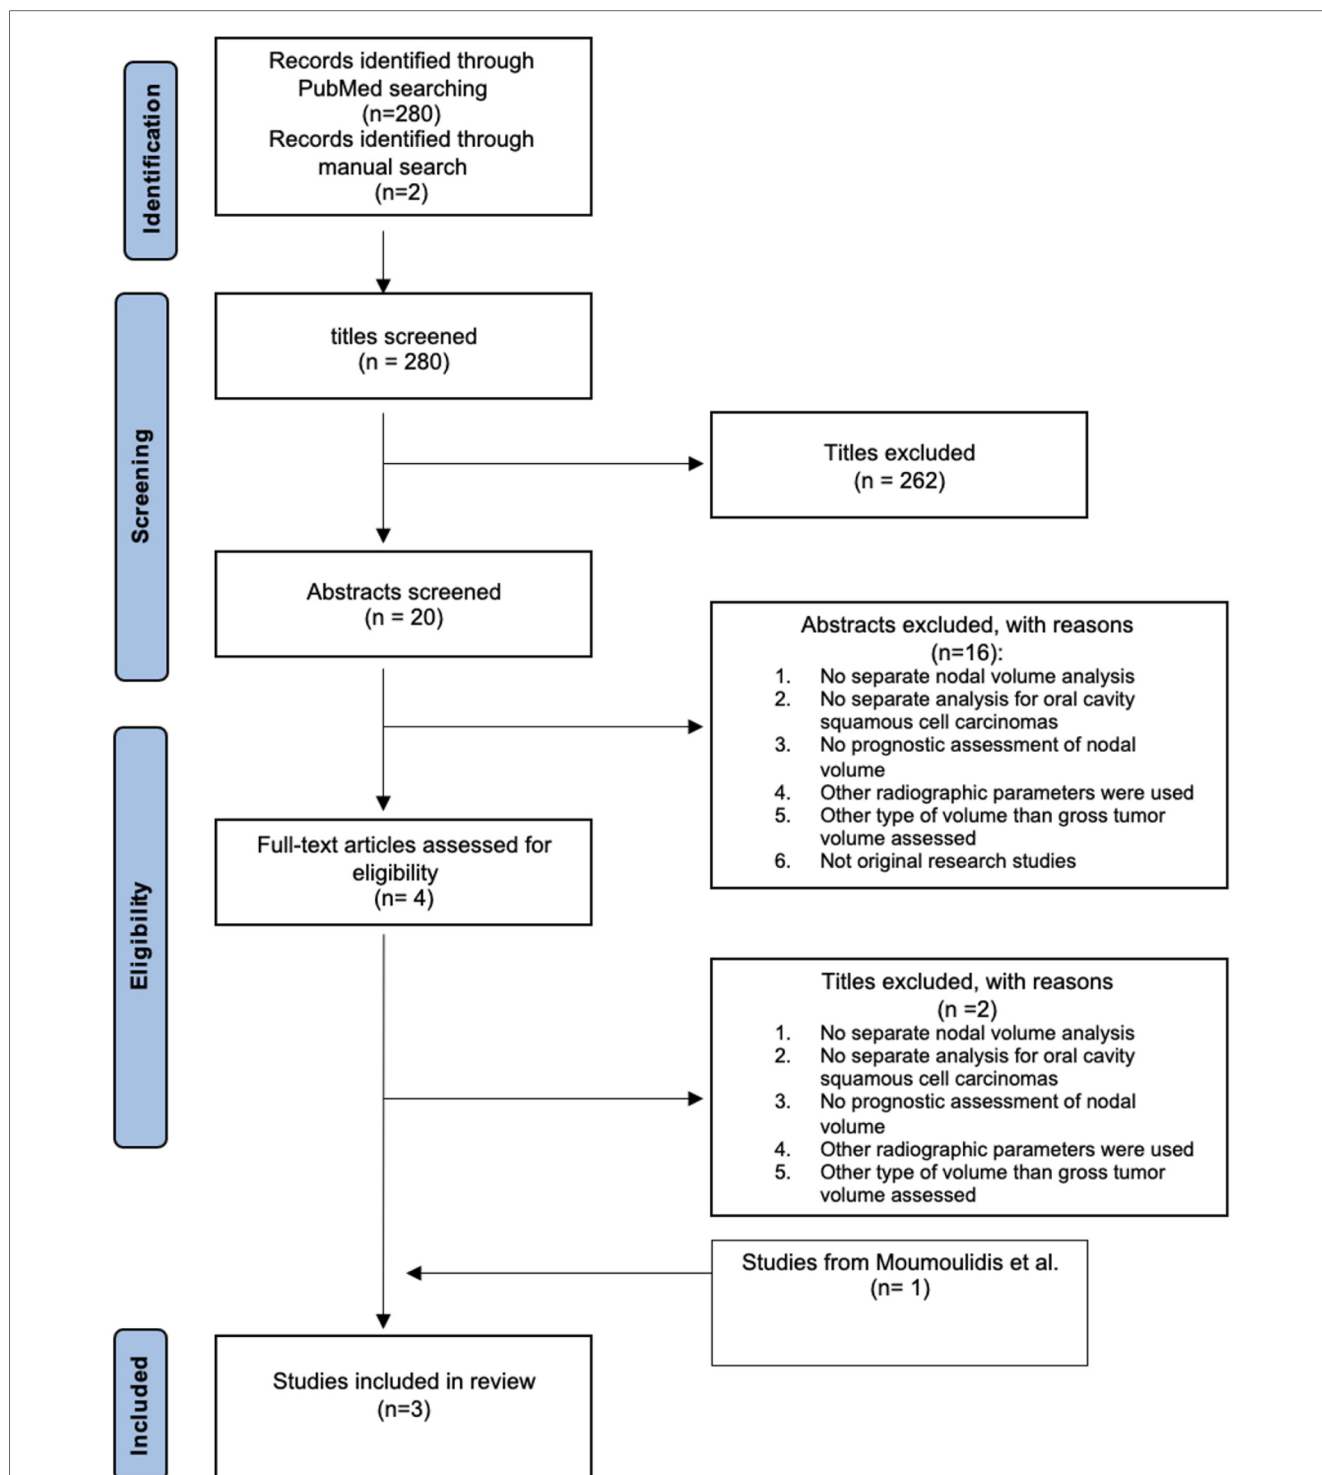 Identification
Records identified through
PubMed searching
(n=280)
Records identified through
manual search
(n=2)
Screening
titles screened
(n = 280)
Titles excluded
(n = 262)
Abstracts screened
(n = 20)
Abstracts excluded, with reasons
(n=16):
1. No separate nodal volume analysis
2. No separate analysis for oral cavity
squamous cell carcinomas
3. No prognostic assessment of nodal
volume
4. Other radiographic parameters were used
5. Other type of volume than gross tumor
volume assessed
6. Not original research studies
Eligibility
Full-text articles assessed for
eligibility
(n= 4)
Titles excluded, with reasons
(n =2)
1. No separate nodal volume analysis
2. No separate analysis for oral cavity
squamous cell carcinomas
3. No prognostic assessment of nodal
volume
4. Other radiographic parameters were used
5. Other type of volume than gross tumor
volume assessed
Studies from Moumoulidis et al.
(n= 1)
Included
Studies included in review
(n=3)